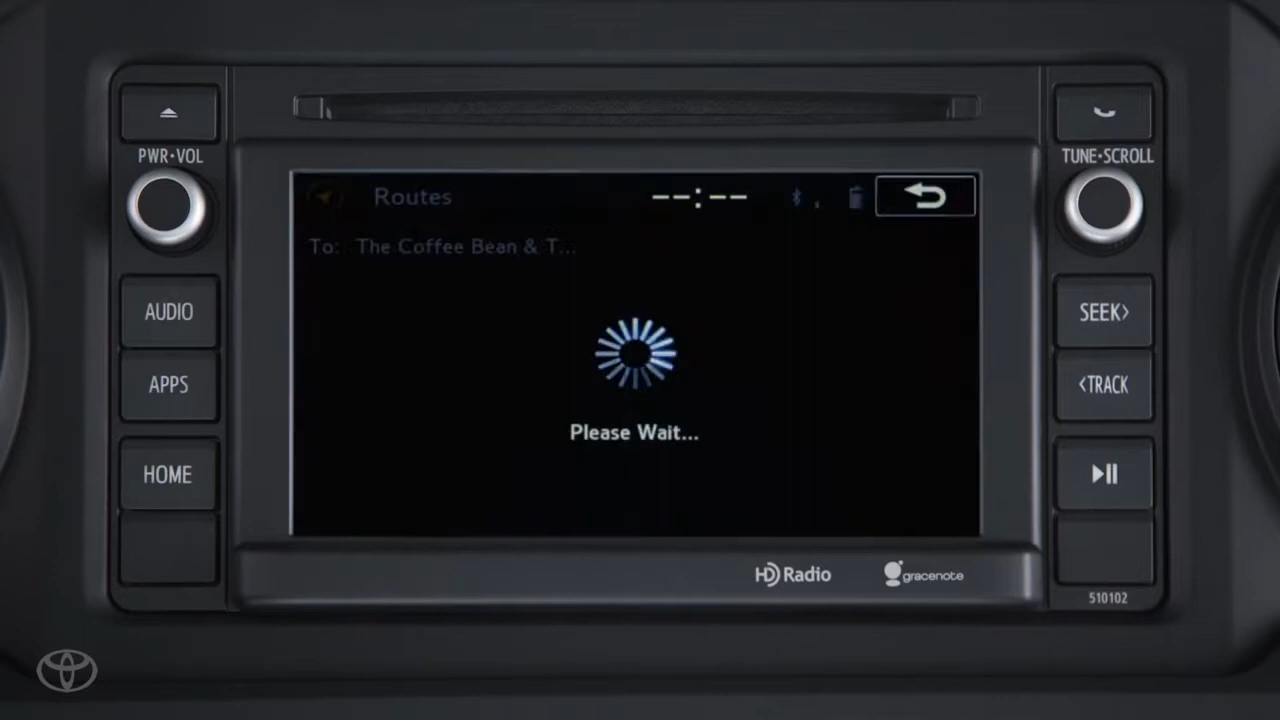 PWR•VOL
TUNE•SCROLL
Routes
--:--
To: The Coffee Bean & T...
AUDIO
SEEK>
APPS
<TRACK
Please Wait...
HOME
HD Radio
gracenote
510102